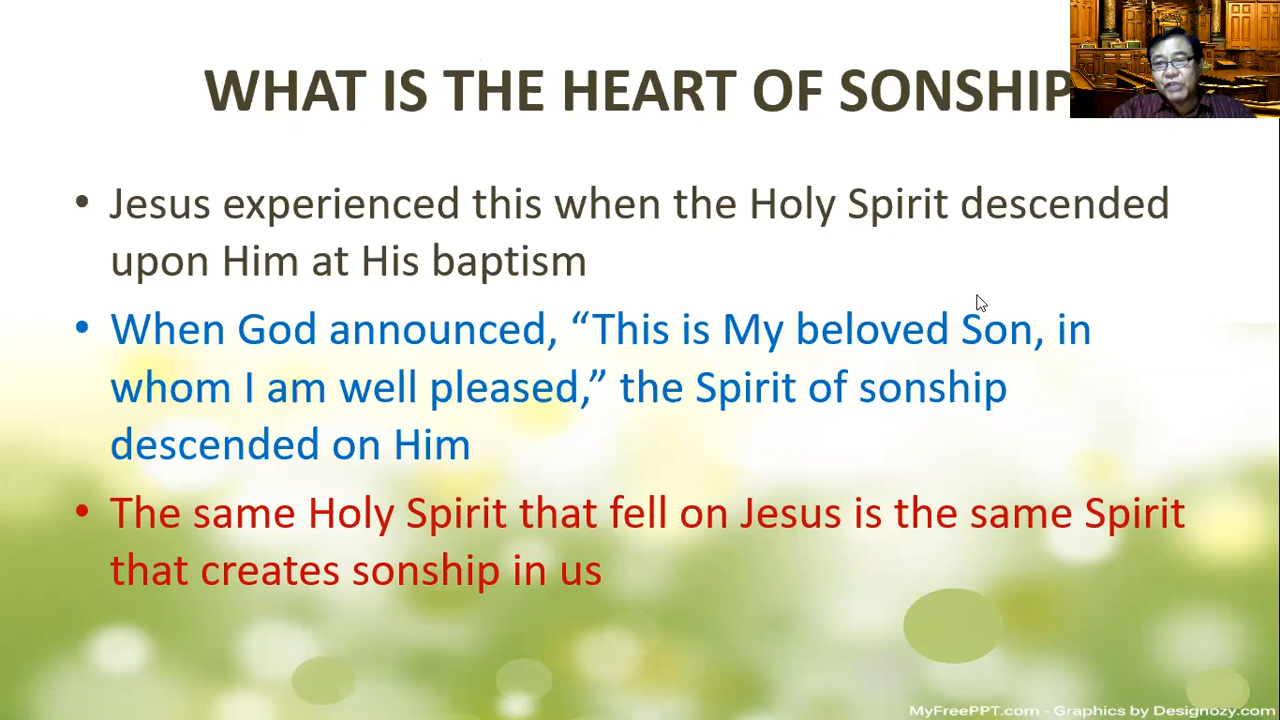 WHAT IS THE HEART OF SONSHIP
• Jesus experienced this when the Holy Spirit descended
upon Him at His baptism
• When God announced, “This is My beloved Son, in
whom I am well pleased,” the Spirit of sonship
descended on Him
• The same Holy Spirit that fell on Jesus is the same Spirit
that creates sonship in us
MyFreePPT.com - Graphics by Designozy.com